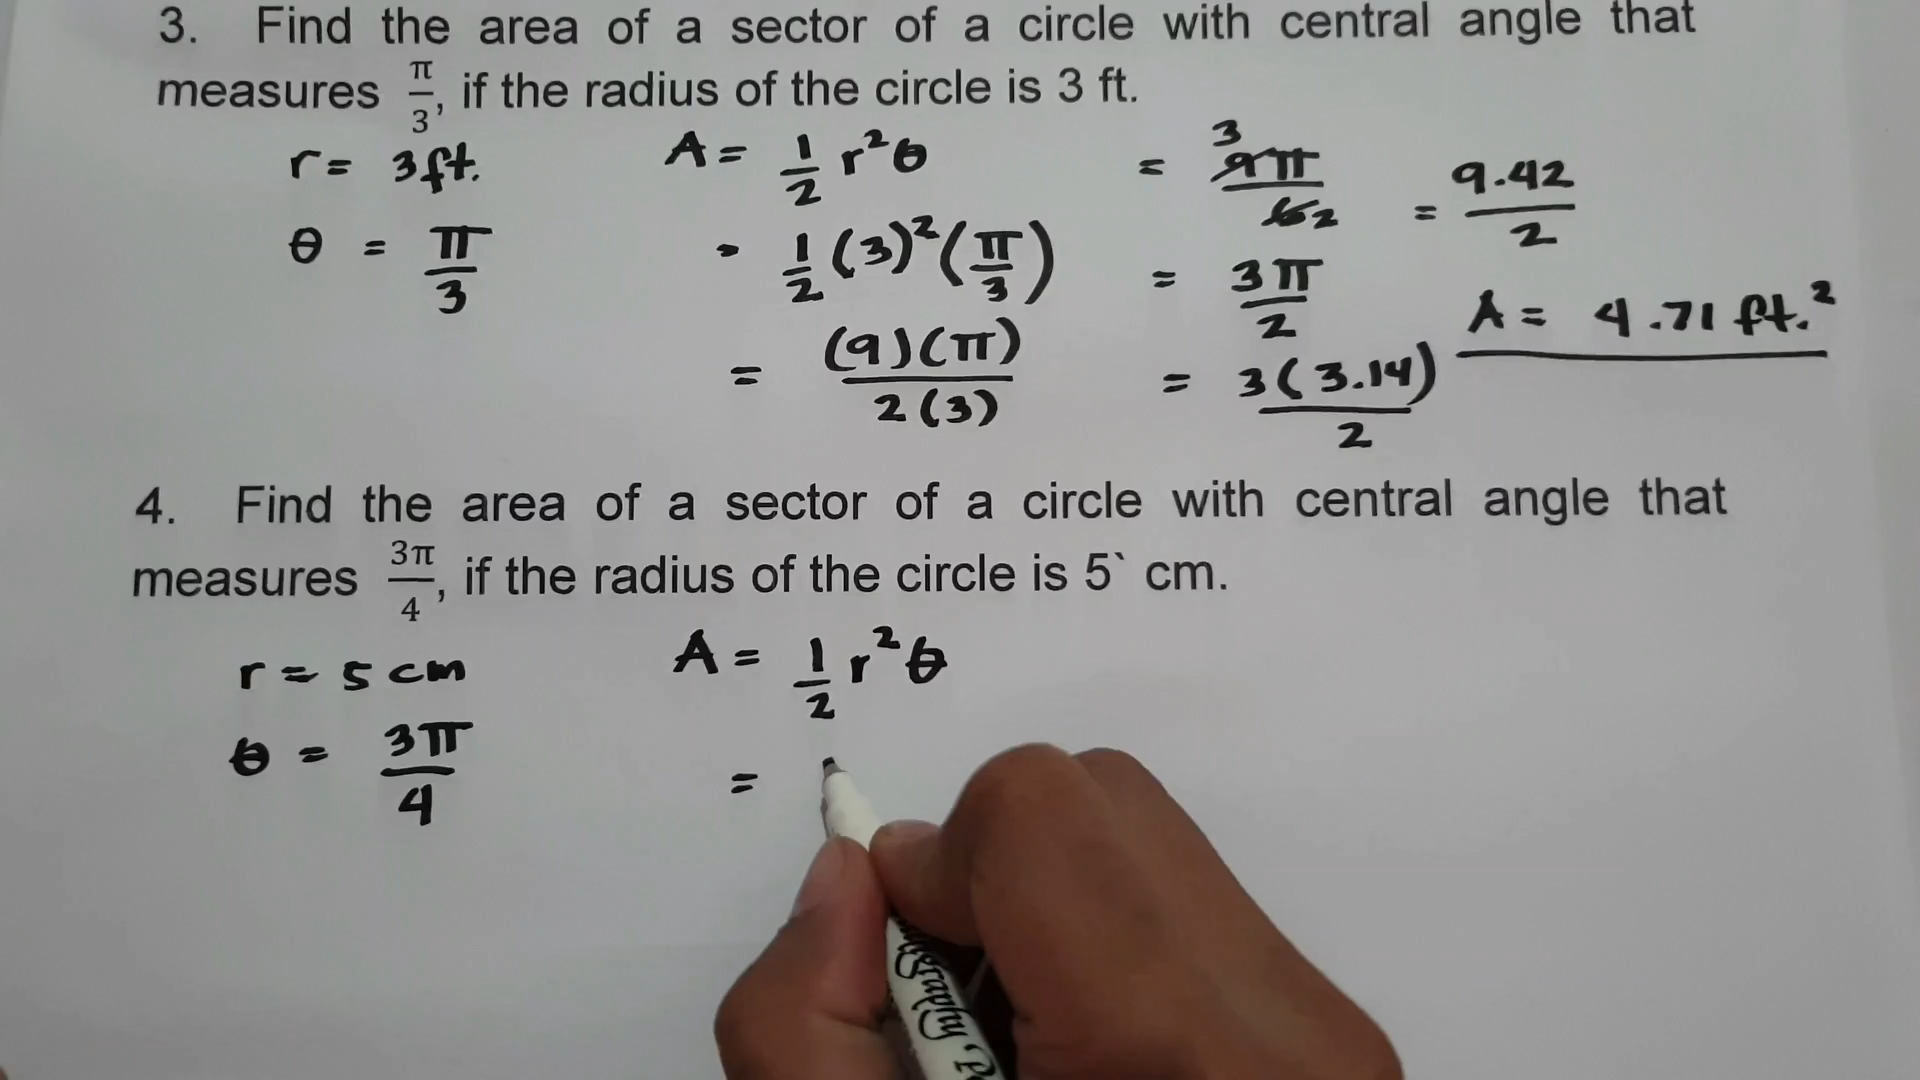 3. Find the area of a sector of a circle with central angle that
measures π/3, if the radius of the circle is 3 ft.
r = 3 ft.
θ = π/3
A = 1/2 r²θ
= 1/2 (3)² (π/3)
= (9)(π) / 2(3)
= 9π/6 3 2
= 3π/2
= 3(3.14) / 2
= 9.42/2
A = 4.71 ft.²
4. Find the area of a sector of a circle with central angle that
measures 3π/4, if the radius of the circle is 5` cm.
r = 5 cm
θ = 3π/4
A = 1/2 r²θ
=